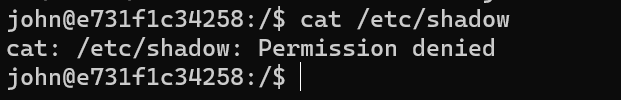 john@e731f1c34258:/$ cat /etc/shadow
cat: /etc/shadow: Permission denied
john@e731f1c34258:/$